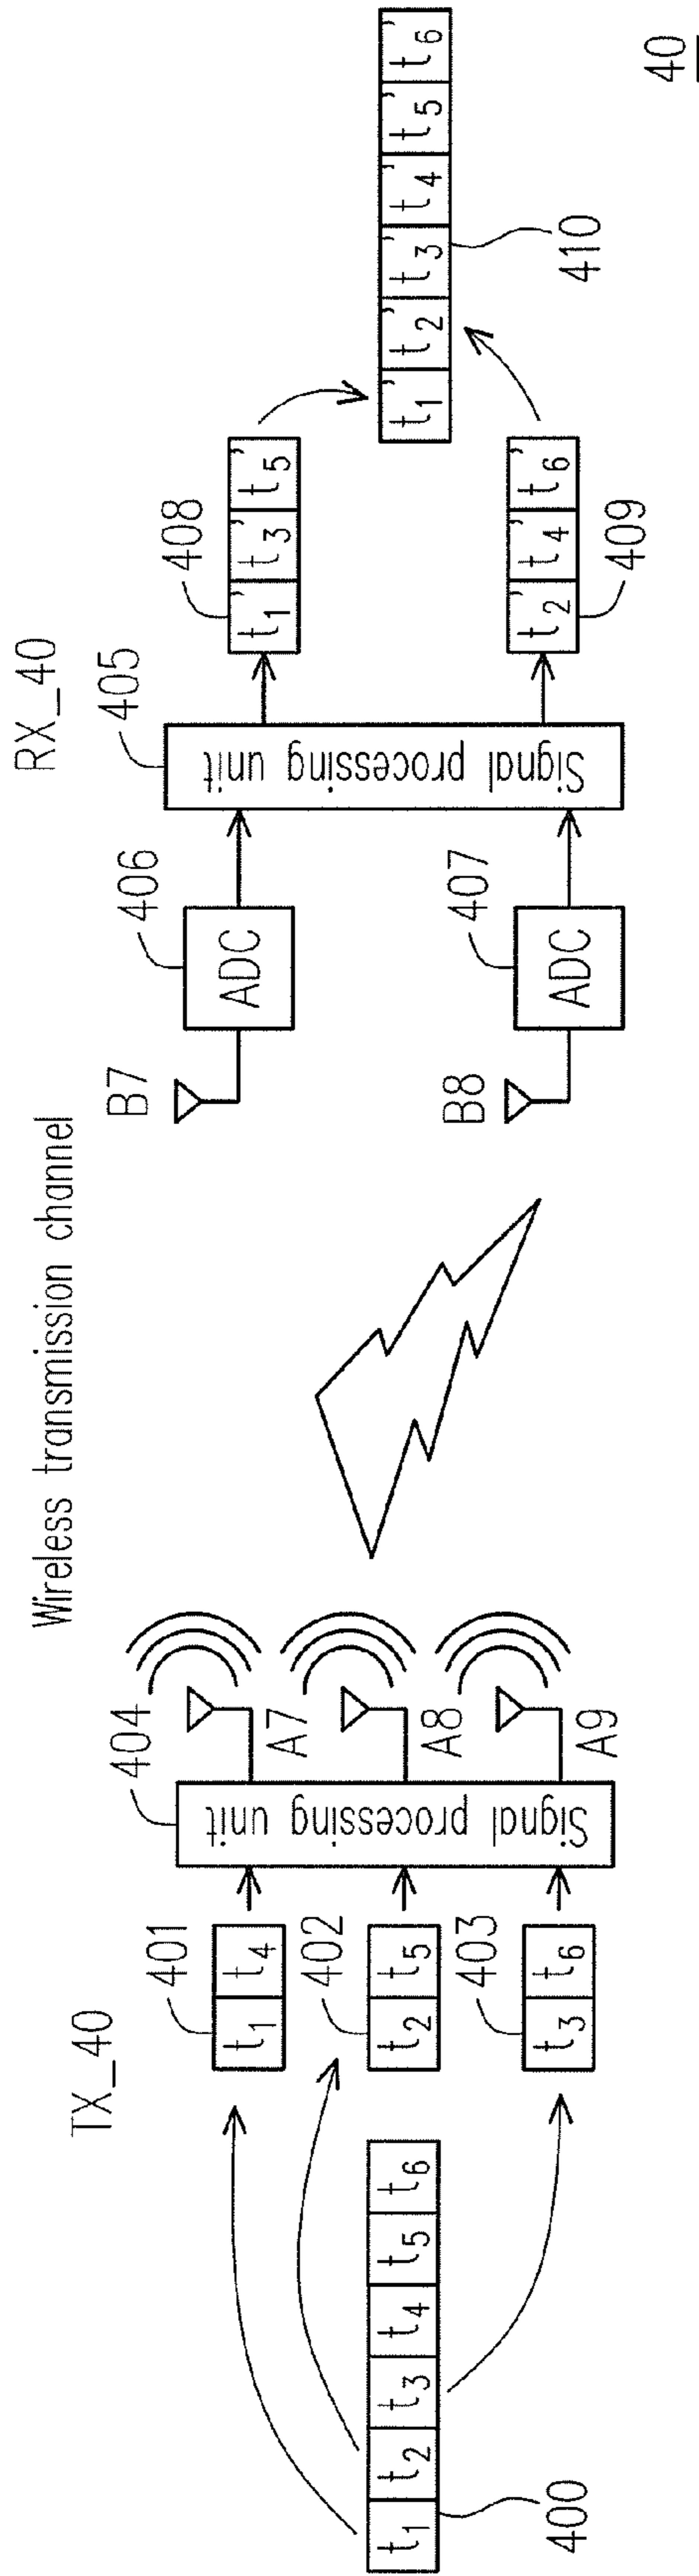 Wireless transmission channel
TX_40
RX_40
t1 t2 t3 t4 t5 t6
400
t1 t4
401
t2 t5
402
t3 t6
403
404
Signal processing unit
A7
A8
A9
B7
B8
ADC
406
ADC
407
405
Signal processing unit
t1' t3' t5'
408
t2' t4' t6'
409
t1' t2' t3' t4' t5' t6'
410
40